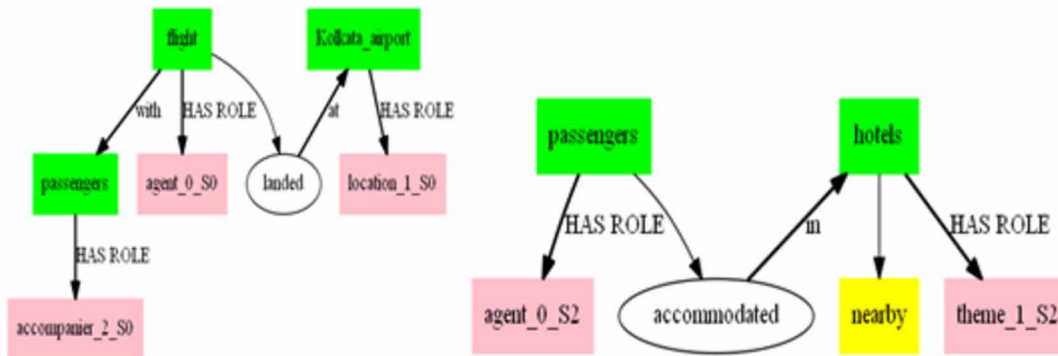 flight
Kolkata_airport
with
HAS ROLE
at
HAS ROLE
passengers
agent_0_S0
landed
location_1_S0
HAS ROLE
accompanier_2_S0
passengers
hotels
HAS ROLE
in
HAS ROLE
agent_0_S2
accommodated
nearby
theme_1_S2